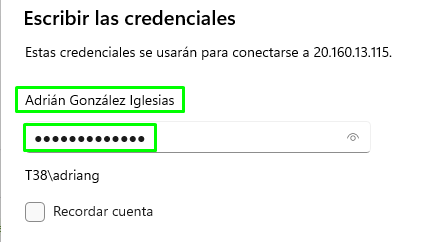 Escribir las credenciales
Estas credenciales se usarán para conectarse a 20.160.13.115.
Adrián González Iglesias
●●●●●●●●●●●●●
T38\adriang
Recordar cuenta